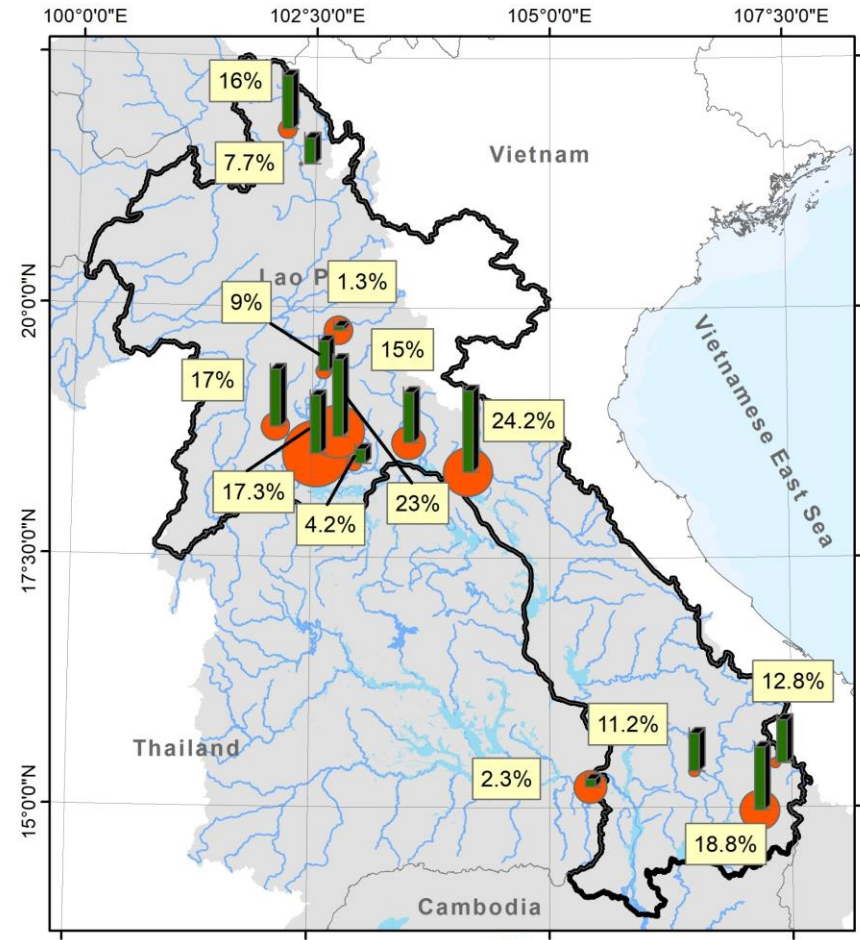 100°0'0"
102°30'0"E
105°0'0"E
107°30'0"E
16%
7.7%
Vietnam
20°0'0"N
Lao P
1.3%
9%
15%
17%
24.2%
17.3%
4.2%
23%
Vietnamese East Sea
17°30'0"N
12.8%
11.2%
Thailand
2.3%
15°0'0"N
18.8%
Cambodia